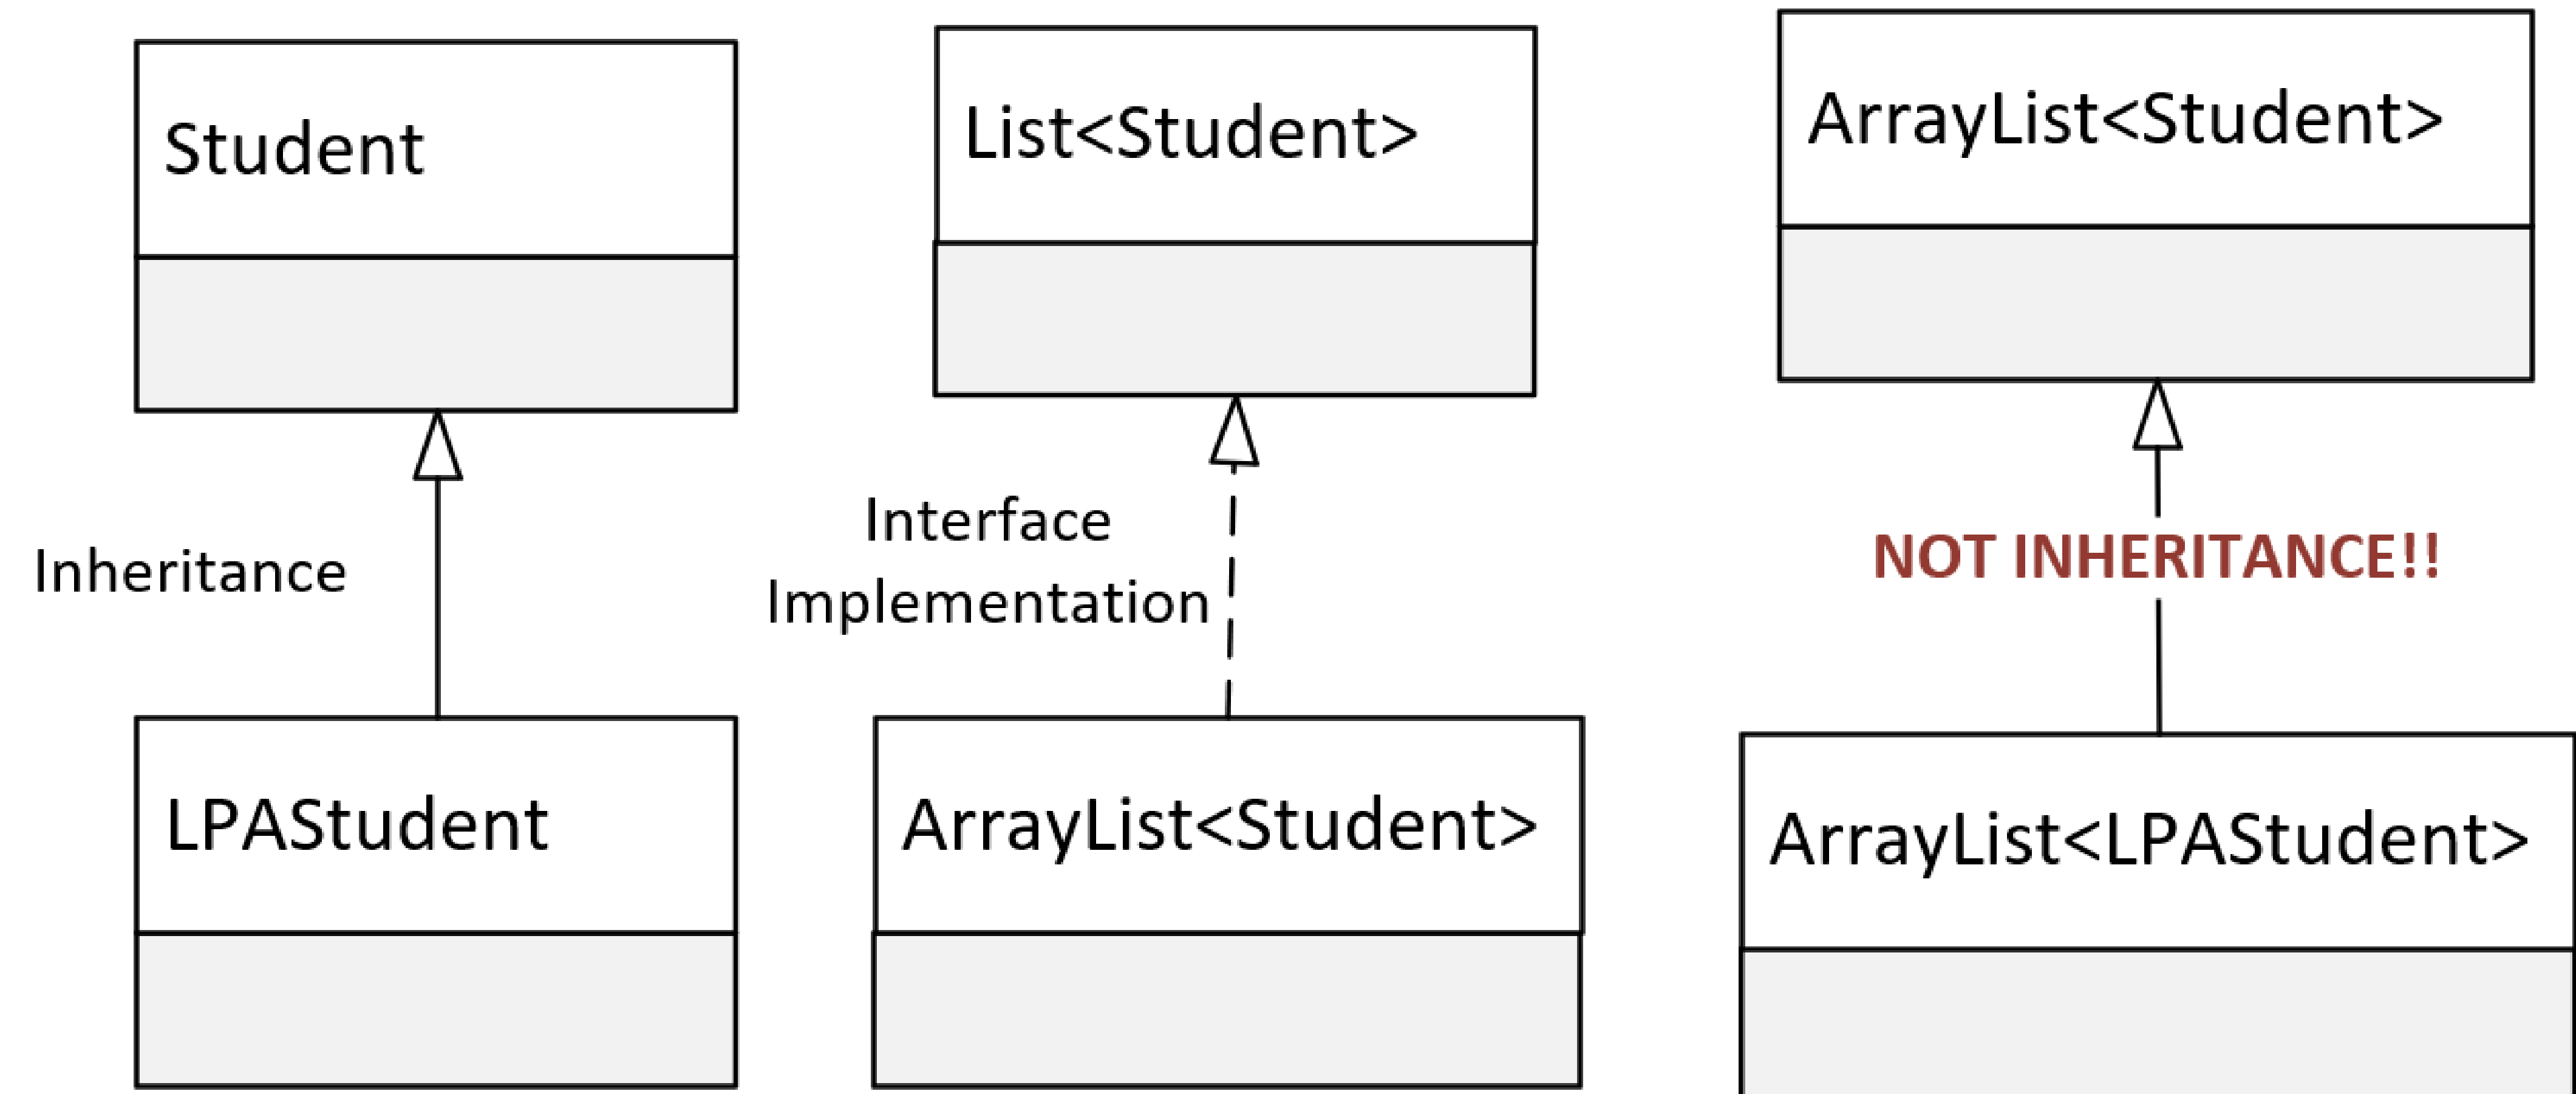 Student
List<Student>
ArrayList<Student>
Inheritance
Interface
Implementation
NOT INHERITANCE!!
LPAStudent
ArrayList<Student>
ArrayList<LPAStudent>